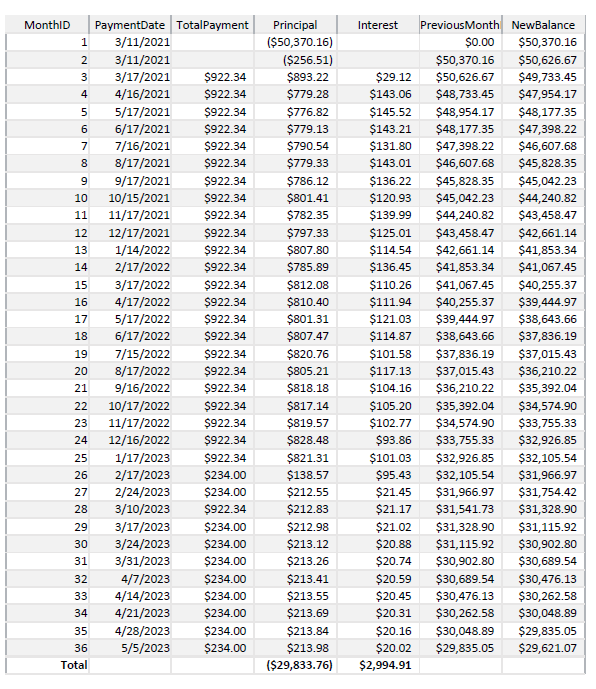 MonthID PaymentDate TotalPayment Principal Interest PreviousMonth NewBalance
1 3/11/2021 ($50,370.16) $0.00 $50,370.16
2 3/11/2021 ($256.51) $50,370.16 $50,626.67
3 3/17/2021 $922.34 $893.22 $29.12 $50,626.67 $49,733.45
4 4/16/2021 $922.34 $779.28 $143.06 $48,733.45 $47,954.17
5 5/17/2021 $922.34 $776.82 $145.52 $48,954.17 $48,177.35
6 6/17/2021 $922.34 $779.13 $143.21 $48,177.35 $47,398.22
7 7/16/2021 $922.34 $790.54 $131.80 $47,398.22 $46,607.68
8 8/17/2021 $922.34 $779.33 $143.01 $46,607.68 $45,828.35
9 9/17/2021 $922.34 $786.12 $136.22 $45,828.35 $45,042.23
10 10/15/2021 $922.34 $801.41 $120.93 $45,042.23 $44,240.82
11 11/17/2021 $922.34 $782.35 $139.99 $44,240.82 $43,458.47
12 12/17/2021 $922.34 $797.33 $125.01 $43,458.47 $42,661.14
13 1/14/2022 $922.34 $807.80 $114.54 $42,661.14 $41,853.34
14 2/17/2022 $922.34 $785.89 $136.45 $41,853.34 $41,067.45
15 3/17/2022 $922.34 $812.08 $110.26 $41,067.45 $40,255.37
16 4/17/2022 $922.34 $810.40 $111.94 $40,255.37 $39,444.97
17 5/17/2022 $922.34 $801.31 $121.03 $39,444.97 $38,643.66
18 6/17/2022 $922.34 $807.47 $114.87 $38,643.66 $37,836.19
19 7/15/2022 $922.34 $820.76 $101.58 $37,836.19 $37,015.43
20 8/17/2022 $922.34 $805.21 $117.13 $37,015.43 $36,210.22
21 9/16/2022 $922.34 $818.18 $104.16 $36,210.22 $35,392.04
22 10/17/2022 $922.34 $817.14 $105.20 $35,392.04 $34,574.90
23 11/17/2022 $922.34 $819.57 $102.77 $34,574.90 $33,755.33
24 12/16/2022 $922.34 $828.48 $93.86 $33,755.33 $32,926.85
25 1/17/2023 $922.34 $821.31 $101.03 $32,926.85 $32,105.54
26 2/17/2023 $234.00 $138.57 $95.43 $32,105.54 $31,966.97
27 2/24/2023 $234.00 $212.55 $21.45 $31,966.97 $31,754.42
28 3/10/2023 $922.34 $212.83 $21.17 $31,541.73 $31,328.90
29 3/17/2023 $234.00 $212.98 $21.02 $31,328.90 $31,115.92
30 3/24/2023 $234.00 $213.12 $20.88 $31,115.92 $30,902.80
31 3/31/2023 $234.00 $213.26 $20.74 $30,902.80 $30,689.54
32 4/7/2023 $234.00 $213.41 $20.59 $30,689.54 $30,476.13
33 4/14/2023 $234.00 $213.55 $20.45 $30,476.13 $30,262.58
34 4/21/2023 $234.00 $213.69 $20.31 $30,262.58 $30,048.89
35 4/28/2023 $234.00 $213.84 $20.16 $30,048.89 $29,835.05
36 5/5/2023 $234.00 $213.98 $20.02 $29,835.05 $29,621.07
Total ($29,833.76) $2,994.91